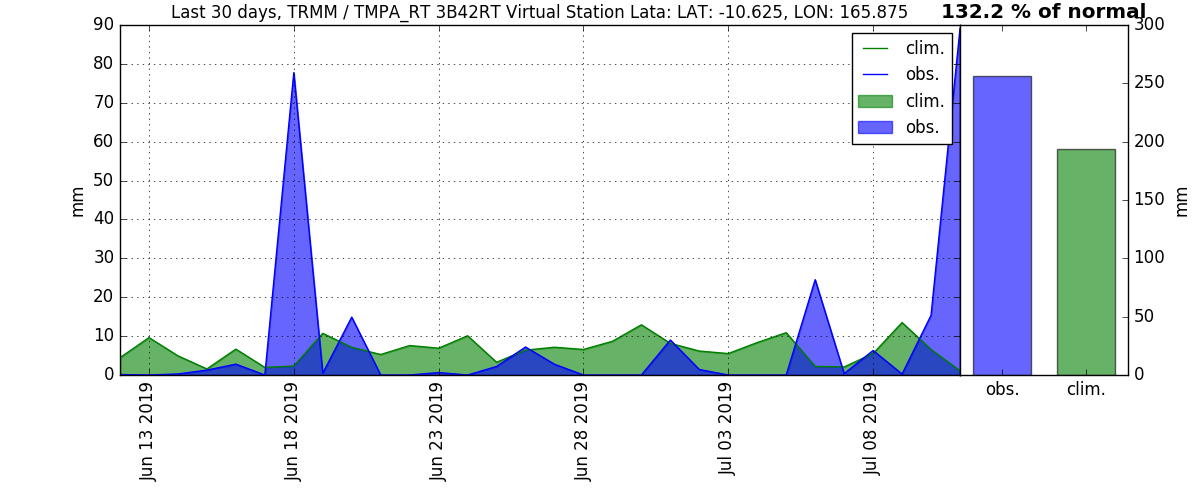 Last 30 days, TRMM / TMPA_RT 3B42RT Virtual Station Lata: LAT: -10.625, LON: 165.875
132.2 % of normal
90
80
70
60
50
40
30
20
10
0
mm
clim.
obs.
clim.
obs.
300
250
200
150
100
50
0
mm
Jun 13 2019
Jun 18 2019
Jun 23 2019
Jun 28 2019
Jul 03 2019
Jul 08 2019
obs.
clim.